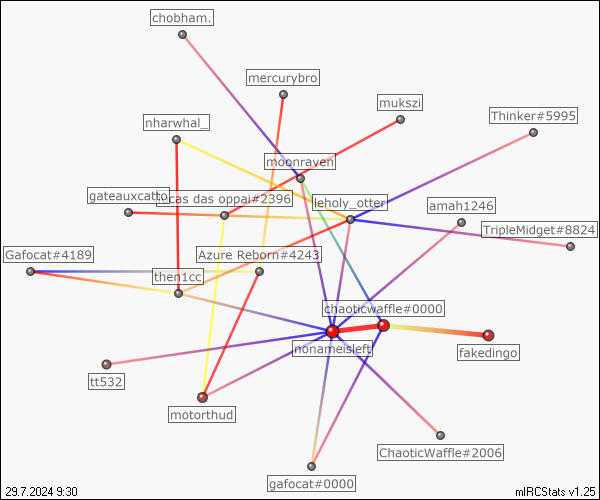 chobham.
mercurybro
mukszi
Thinker#5995
nharwhal_
moonraven
gateauxcatto
cas das oppai#2396
leholy_otter
amah1246
TripleMidget#8824
Gafocat#4189
Azure Reborn#4243
then1cc
chaoticwaffle#0000
nonameisleft
fakedingo
tt532
motorthud
ChaoticWaffle#2006
gafocat#0000
29.7.2024 9:30
mIRCStats v1.25